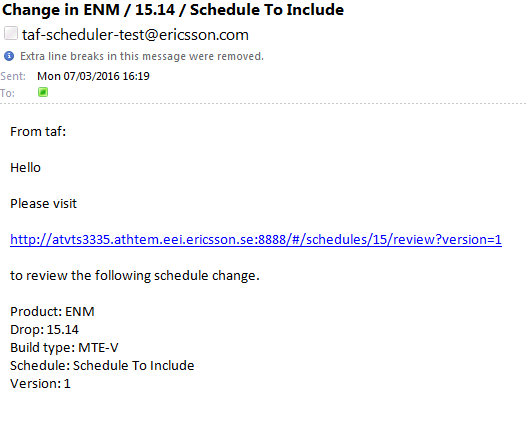 Change in ENM / 15.14 / Schedule To Include
taf-scheduler-test@ericsson.com
Extra line breaks in this message were removed.
Sent: Mon 07/03/2016 16:19
To:
From taf:
Hello
Please visit
http://atvts3335.athtem.eei.ericsson.se:8888/#/schedules/15/review?version=1
to review the following schedule change.
Product: ENM
Drop: 15.14
Build type: MTE-V
Schedule: Schedule To Include
Version: 1